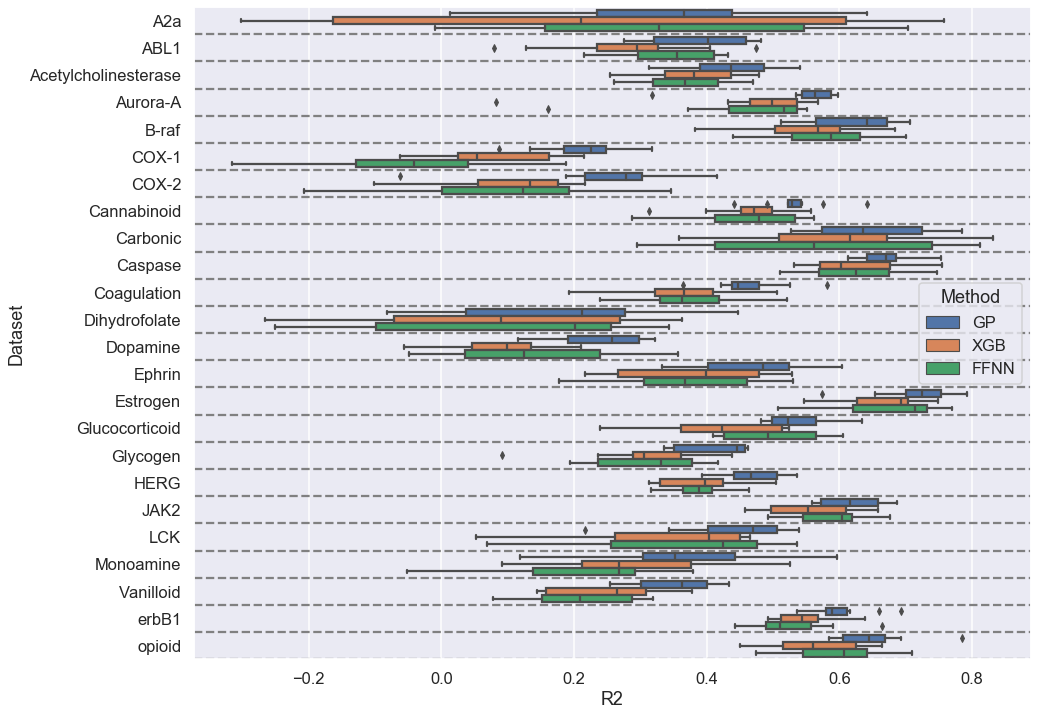 A2a
ABL1
Acetylcholinesterase
Aurora-A
B-raf
COX-1
COX-2
Cannabinoid
Carbonic
Caspase
Coagulation
Dihydrofolate
Dopamine
Ephrin
Estrogen
Glucocorticoid
Glycogen
HERG
JAK2
LCK
Monoamine
Vanilloid
erbB1
opioid
Dataset
Method
GP
XGB
FFNN
−0.2 0.0 0.2 0.4 0.6 0.8
R2